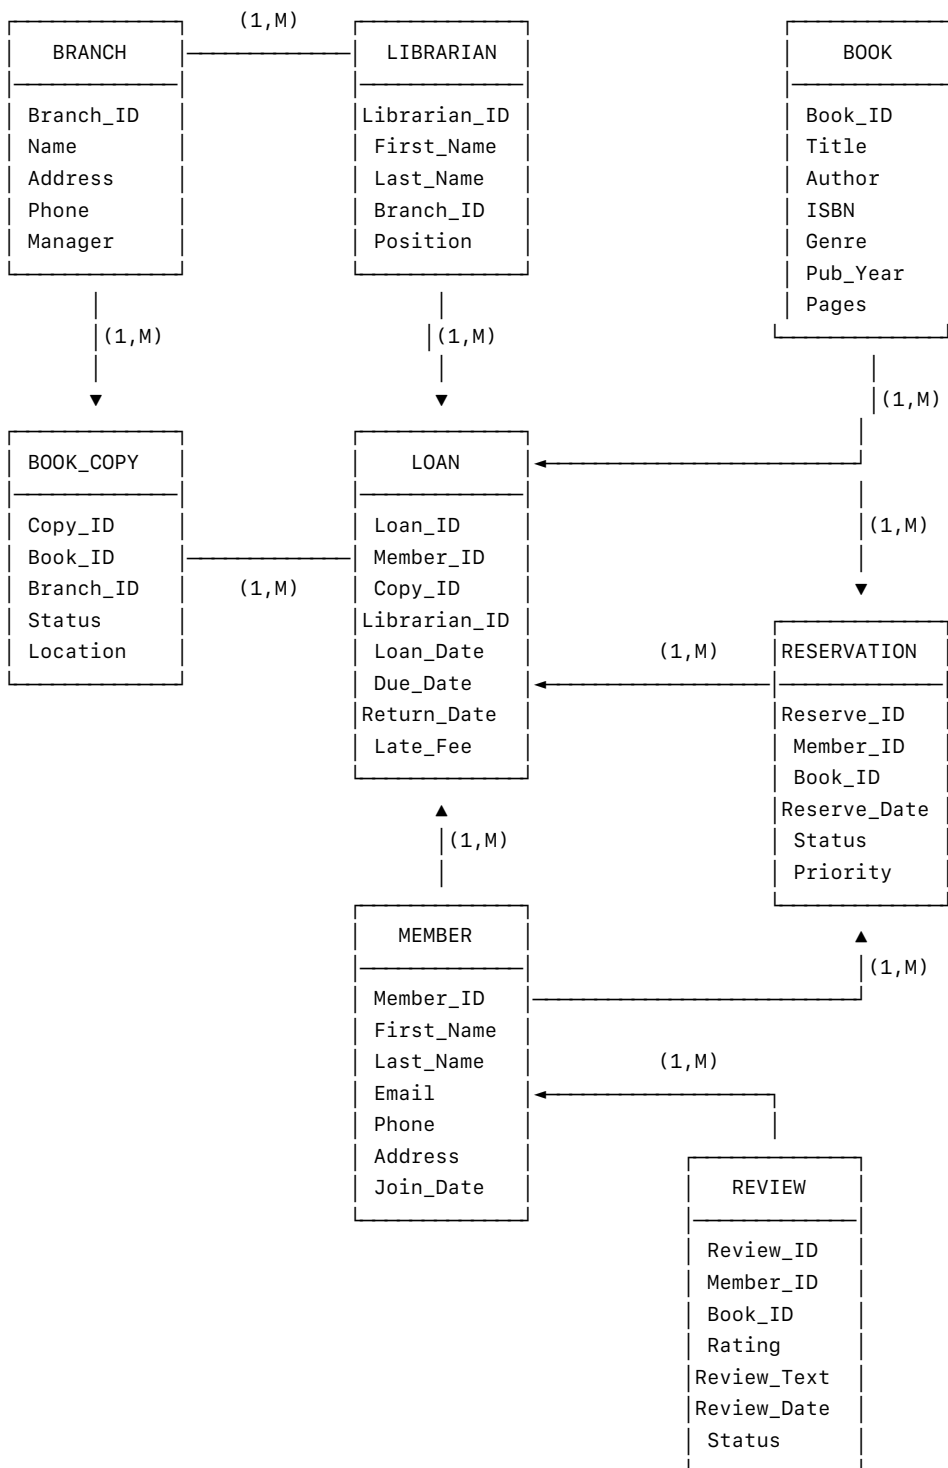 (1,M)
BRANCH
Branch_ID
Name
Address
Phone
Manager
LIBRARIAN
Librarian_ID
First_Name
Last_Name
Branch_ID
Position
BOOK
Book_ID
Title
Author
ISBN
Genre
Pub_Year
Pages
(1,M)
(1,M)
(1,M)
BOOK_COPY
Copy_ID
Book_ID
Branch_ID
Status
Location
(1,M)
LOAN
Loan_ID
Member_ID
Copy_ID
Librarian_ID
Loan_Date
Due_Date
Return_Date
Late_Fee
(1,M)
(1,M)
RESERVATION
Reserve_ID
Member_ID
Book_ID
Reserve_Date
Status
Priority
(1,M)
(1,M)
MEMBER
Member_ID
First_Name
Last_Name
Email
Phone
Address
Join_Date
(1,M)
REVIEW
Review_ID
Member_ID
Book_ID
Rating
Review_Text
Review_Date
Status